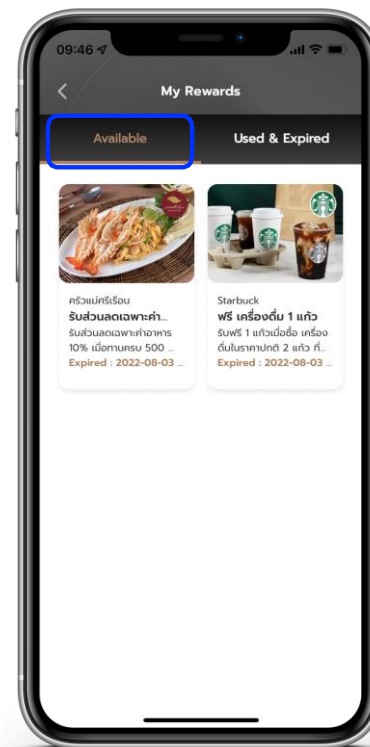 09:46
My Rewards
Available
Used & Expired
ครัวแม่ศรีเรือน
รับส่วนลดเฉพาะค่า...
รับส่วนลดเฉพาะค่าอาหาร
10% เมื่อทานครบ 500 ...
Expired : 2022-08-03 ...
Starbuck
ฟรี เครื่องดื่ม 1 แก้ว
รับฟรี 1 แก้วเมื่อซื้อ เครื่อง
ดื่มในราคาปกติ 2 แก้ว ที่...
Expired : 2022-08-03 ...